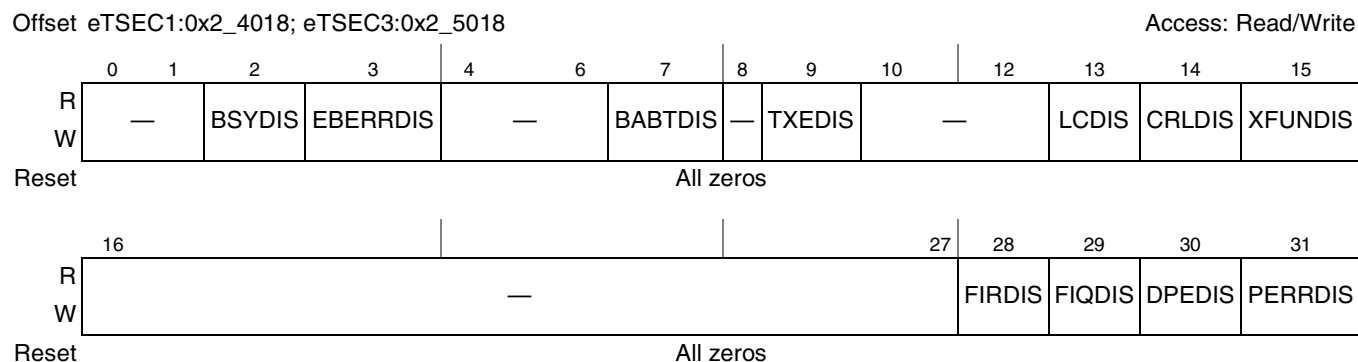 Offset eTSEC1:0x2_4018; eTSEC3:0x2_5018 Access: Read/Write
0 1 2 3 4 6 7 8 9 10 12 13 14 15
R
W
— BSYDIS EBERRDIS — BABTDIS — TXEDIS — LCDIS CRLDIS XFUNDIS
Reset All zeros
16 27 28 29 30 31
R
W
— FIRDIS FIQDIS DPEDIS PERRDIS
Reset All zeros